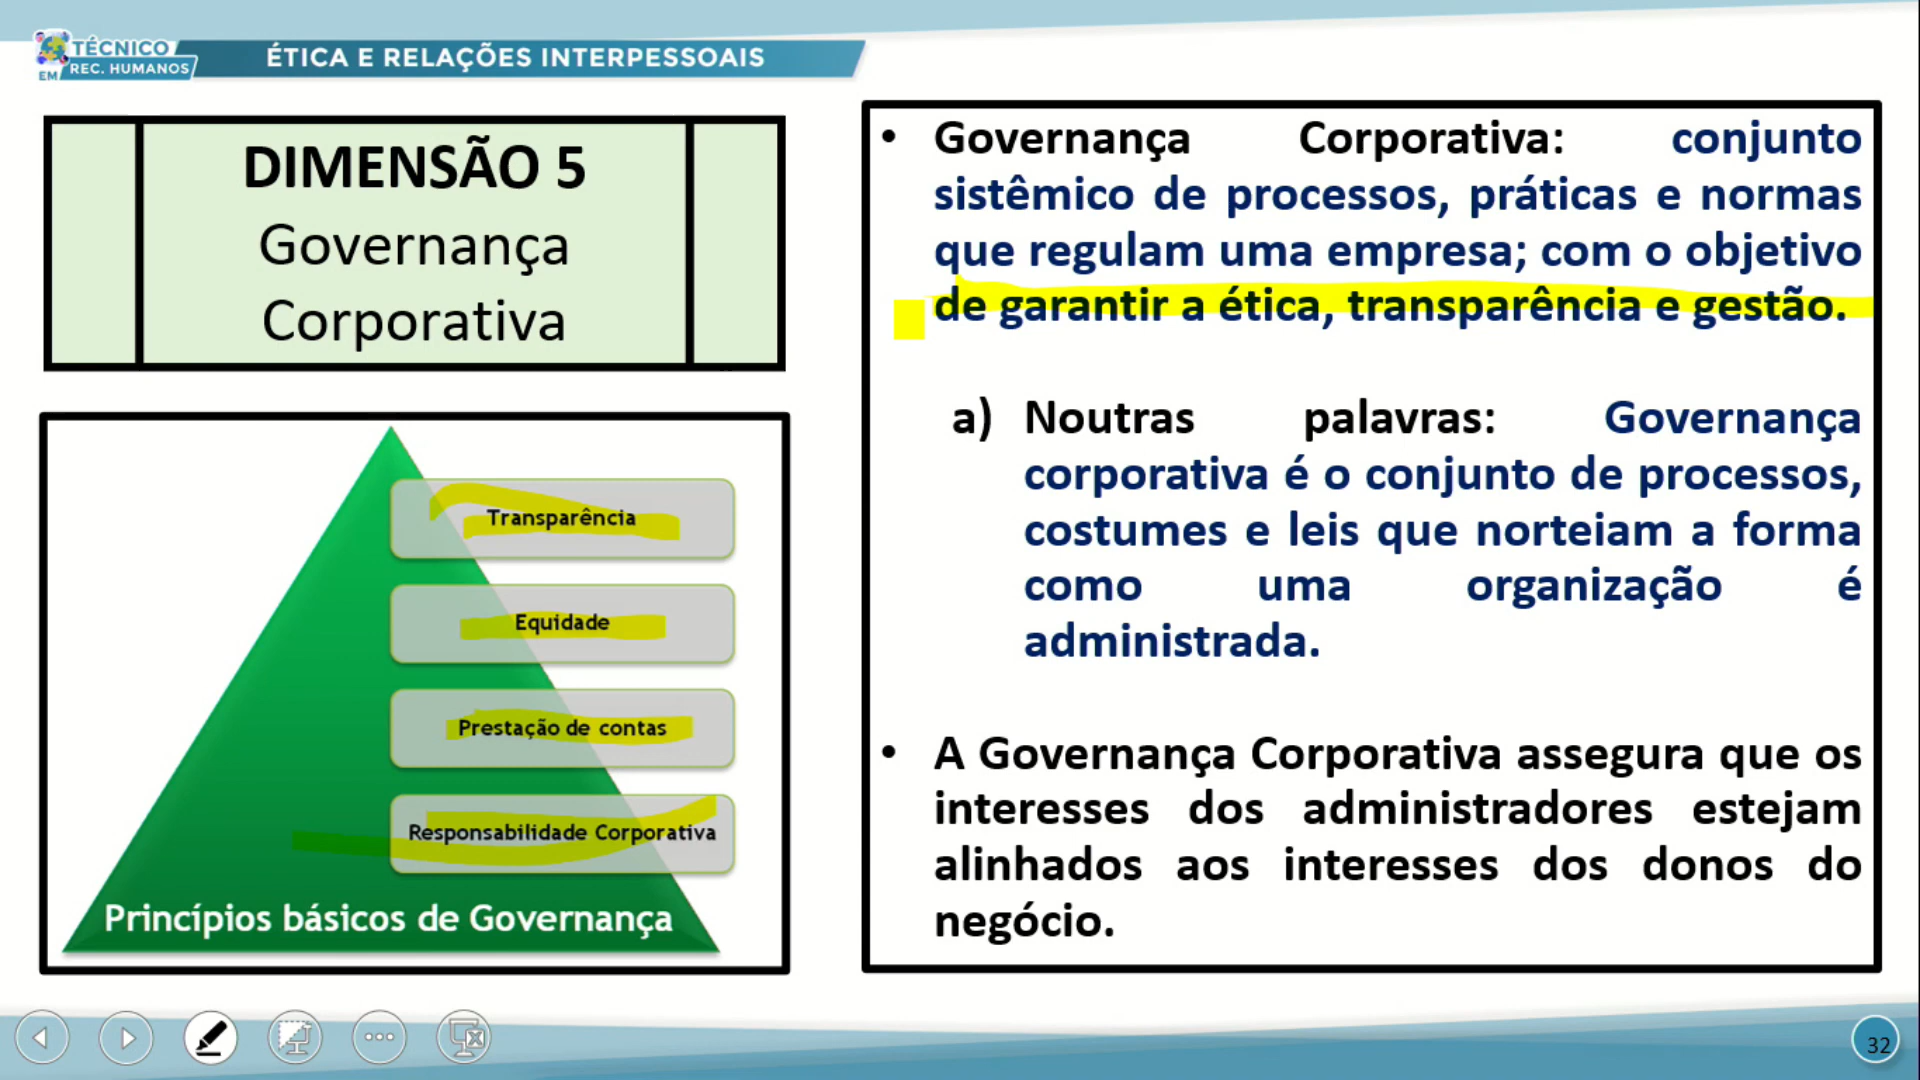 TÉCNICO
EM REC. HUMANOS
ÉTICA E RELAÇÕES INTERPESSOAIS
DIMENSÃO 5
Governança
Corporativa
Transparência
Equidade
Prestação de contas
Responsabilidade Corporativa
Princípios básicos de Governança
• Governança Corporativa: conjunto
sistêmico de processos, práticas e normas
que regulam uma empresa; com o objetivo
de garantir a ética, transparência e gestão.
a) Noutras palavras: Governança
corporativa é o conjunto de processos,
costumes e leis que norteiam a forma
como uma organização é
administrada.
• A Governança Corporativa assegura que os
interesses dos administradores estejam
alinhados aos interesses dos donos do
negócio.
32